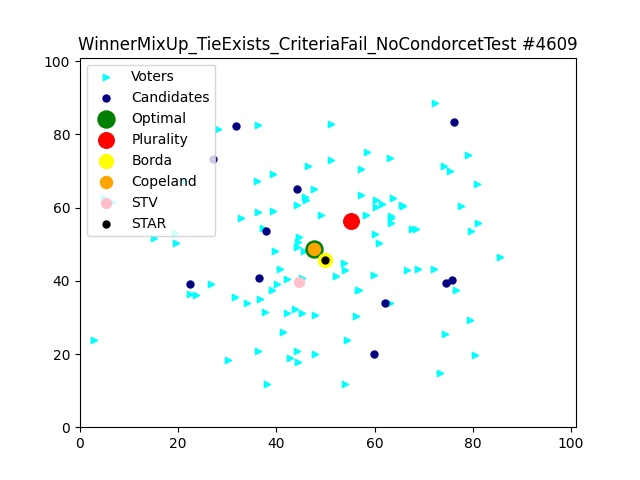 WinnerMixUp_TieExists_CriteriaFail_NoCondorcetTest #4609
100
80
60
40
20
0
Voters
Candidates
Optimal
Plurality
Borda
Copeland
STV
STAR
0 20 40 60 80 100